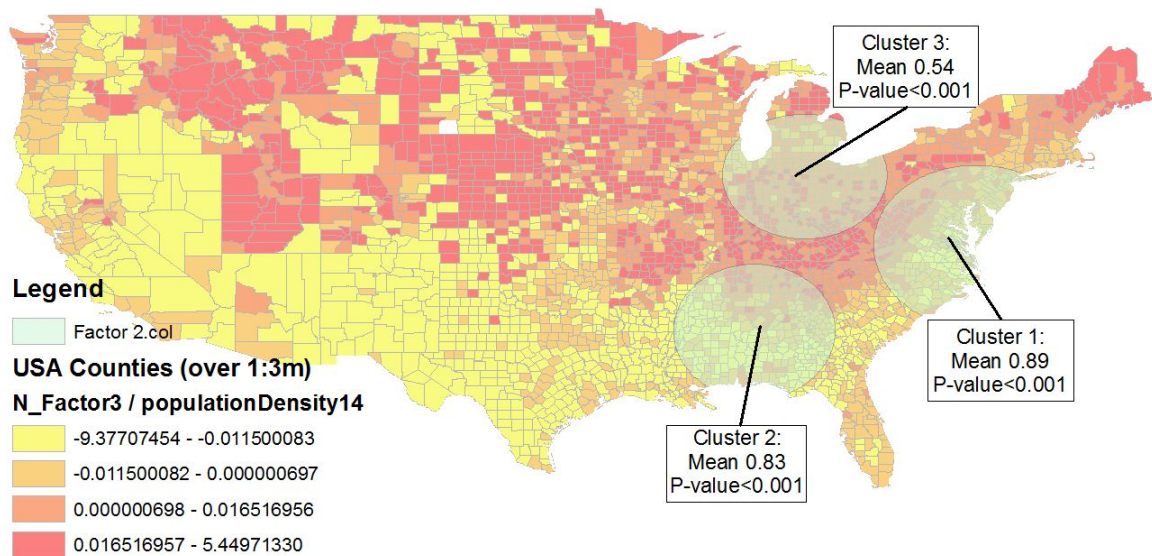 Cluster 3:
Mean 0.54
P-value<0.001
Legend
Factor 2.col
USA Counties (over 1:3m)
N_Factor3 / populationDensity14
-9.37707454 - -0.011500083
-0.011500082 - 0.000000697
0.000000698 - 0.016516956
0.016516957 - 5.44971330
Cluster 1:
Mean 0.89
P-value<0.001
Cluster 2:
Mean 0.83
P-value<0.001